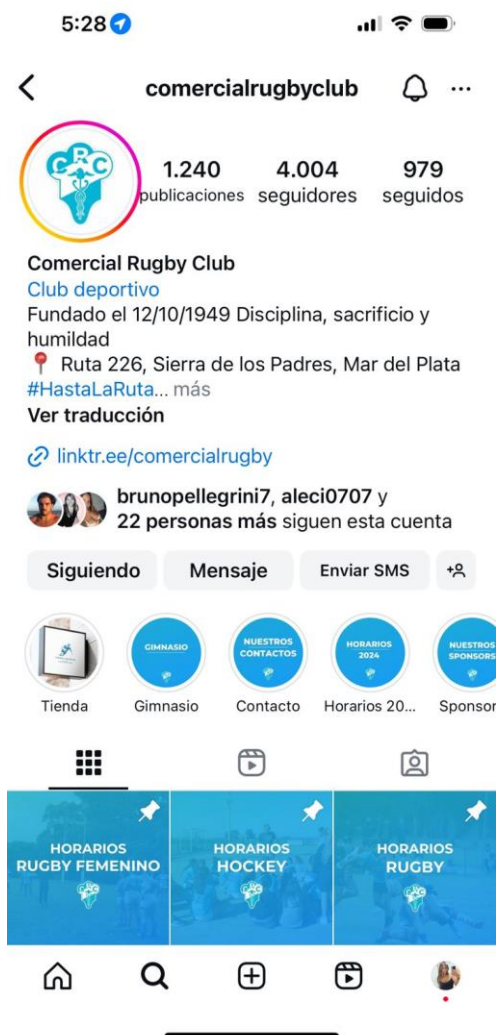 5:28
comercialrugbyclub
CRC
1.240 4.004 979
publicaciones seguidores seguidos
Comercial Rugby Club
Club deportivo
Fundado el 12/10/1949 Disciplina, sacrificio y
humildad
Ruta 226, Sierra de los Padres, Mar del Plata
#HastaLaRuta... más
Ver traducción
linktr.ee/comercialrugby
brunopellegrini7, aleci0707 y
22 personas más siguen esta cuenta
Siguiendo Mensaje Enviar SMS
GIMNASIO
NUESTROS
CONTACTOS
HORARIOS
2024
NUESTROS
SPONSORS
Tienda Gimnasio Contacto Horarios 20... Sponsor
HORARIOS
RUGBY FEMENINO
HORARIOS
HOCKEY
HORARIOS
RUGBY